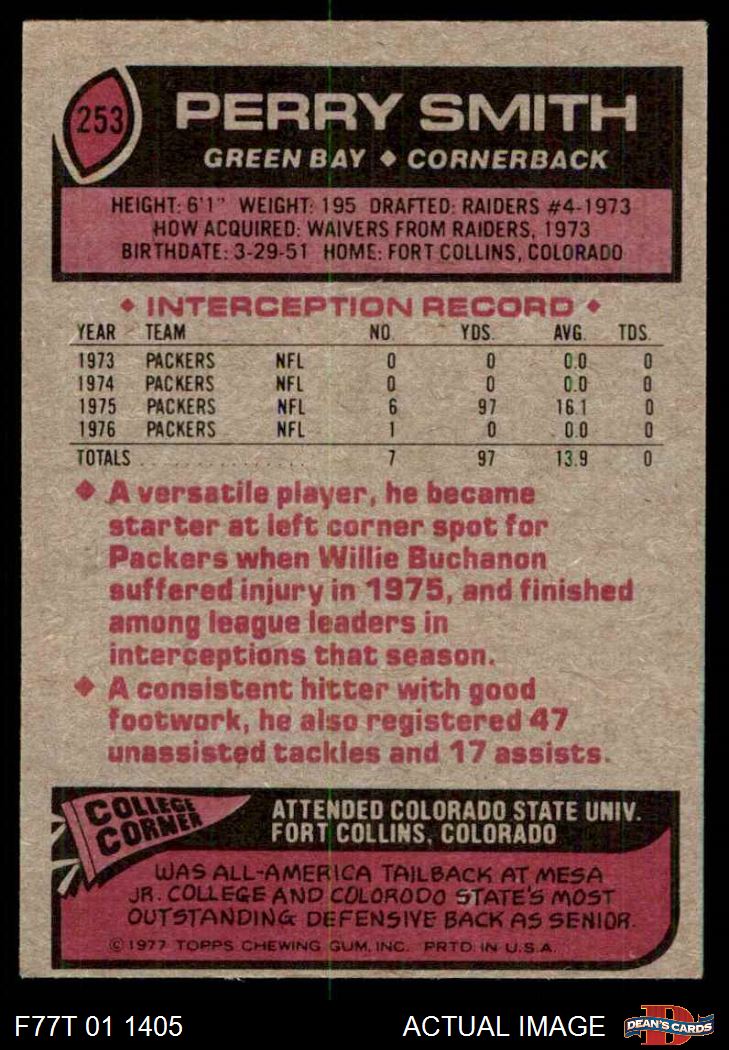 253
PERRY SMITH
GREEN BAY ◆ CORNERBACK
HEIGHT: 6'1" WEIGHT: 195 DRAFTED: RAIDERS #4-1973
HOW ACQUIRED: WAIVERS FROM RAIDERS, 1973
BIRTHDATE: 3-29-51 HOME: FORT COLLINS, COLORADO
◆ INTERCEPTION RECORD ◆
YEAR TEAM NO. YDS. AVG. TDS.
1973 PACKERS NFL 0 0 0.0 0
1974 PACKERS NFL 0 0 0.0 0
1975 PACKERS NFL 6 97 16.1 0
1976 PACKERS NFL 1 0 0.0 0
TOTALS 7 97 13.9 0
◆ A versatile player, he became
starter at left corner spot for
Packers when Willie Buchanon
suffered injury in 1975, and finished
among league leaders in
interceptions that season.
◆ A consistent hitter with good
footwork, he also registered 47
unassisted tackles and 17 assists.
COLLEGE
CORNER
ATTENDED COLORADO STATE UNIV.
FORT COLLINS, COLORADO
WAS ALL-AMERICA TAILBACK AT MESA
JR. COLLEGE AND COLORODO STATE'S MOST
OUTSTANDING DEFENSIVE BACK AS SENIOR.
© 1977 TOPPS CHEWING GUM, INC. PRTD. IN U.S.A.
F77T 01 1405 ACTUAL IMAGE
D
DEAN'S CARDS